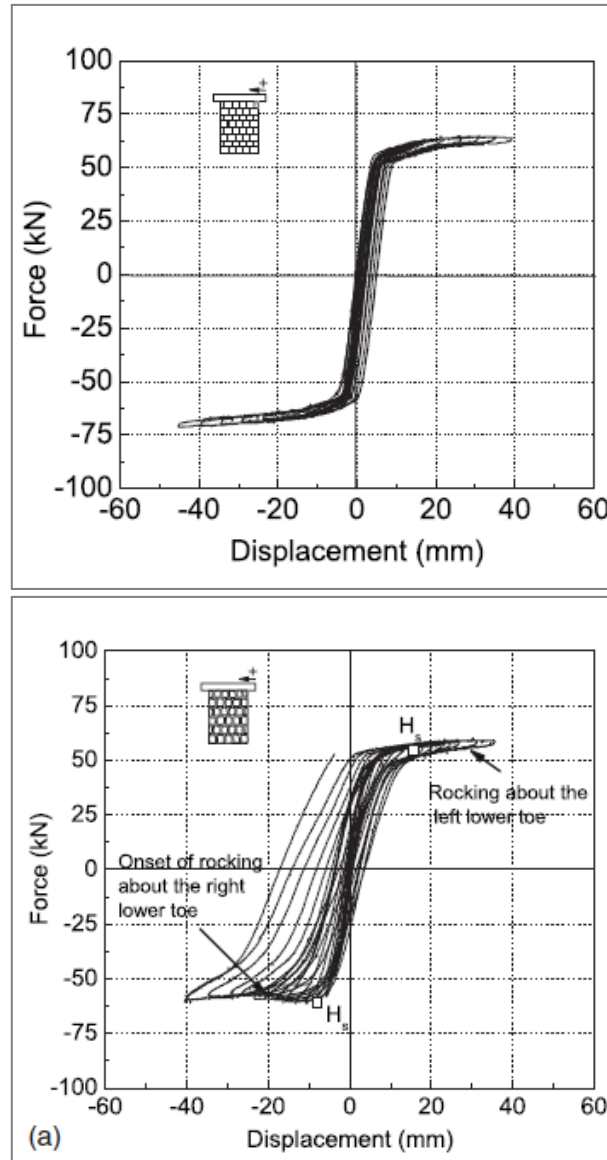 100
75
50
25
0
-25
-50
-75
-100
Force (kN)
+
-60 -40 -20 0 20 40 60
Displacement (mm)
100
75
50
25
0
-25
-50
-75
-100
Force (kN)
+
Hs
Rocking about the
left lower toe
Onset of rocking
about the right
lower toe
Hs
-60 -40 -20 0 20 40 60
(a)
Displacement (mm)